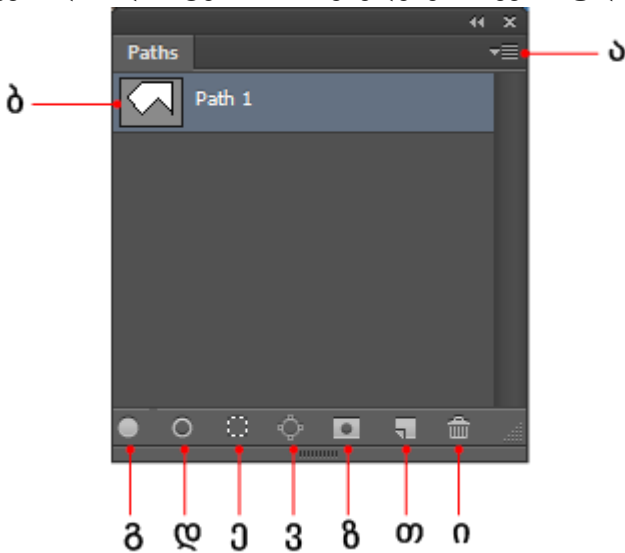 Paths
ა
ბ
Path 1
გ დ ე ვ ზ თ ი